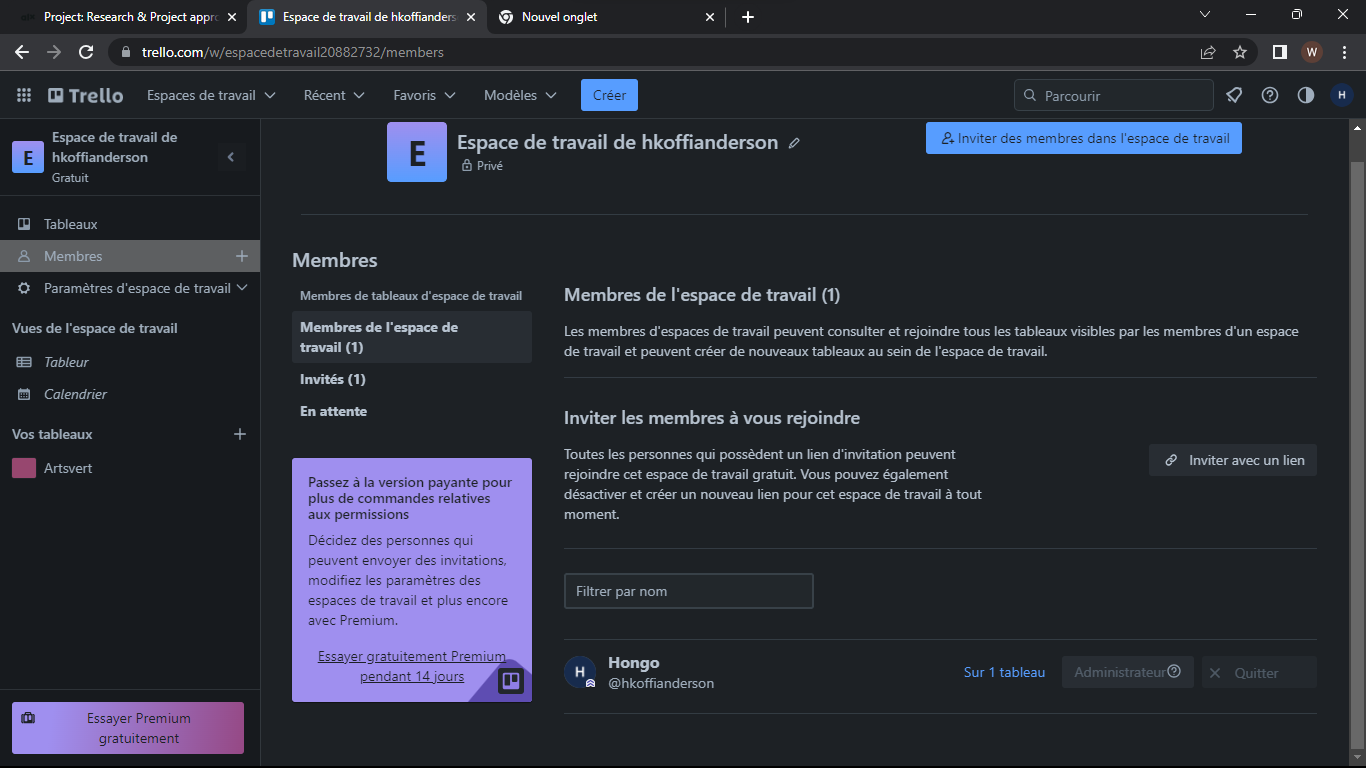 Project: Research & Project appro
Espace de travail de hkoffianders
Nouvel onglet
trello.com/w/espacedetravail20882732/members
W
Trello
Espaces de travail
Récent
Favoris
Modèles
Créer
Parcourir
H
E
Espace de travail de
hkoffianderson
Gratuit
Tableaux
Membres
Paramètres d'espace de travail
Vues de l'espace de travail
Tableur
Calendrier
Vos tableaux
Artsvert
Essayer Premium
gratuitement
E
Espace de travail de hkoffianderson
Privé
Inviter des membres dans l'espace de travail
Membres
Membres de tableaux d'espace de travail
Membres de l'espace de
travail (1)
Invités (1)
En attente
Passez à la version payante pour
plus de commandes relatives
aux permissions
Décidez des personnes qui
peuvent envoyer des invitations,
modifiez les paramètres des
espaces de travail et plus encore
avec Premium.
Essayer gratuitement Premium
pendant 14 jours
Membres de l'espace de travail (1)
Les membres d'espaces de travail peuvent consulter et rejoindre tous les tableaux visibles par les membres d'un espace
de travail et peuvent créer de nouveaux tableaux au sein de l'espace de travail.
Inviter les membres à vous rejoindre
Toutes les personnes qui possèdent un lien d'invitation peuvent
rejoindre cet espace de travail gratuit. Vous pouvez également
désactiver et créer un nouveau lien pour cet espace de travail à tout
moment.
Inviter avec un lien
Filtrer par nom
H
Hongo
@hkoffianderson
Sur 1 tableau
Administrateur
Quitter